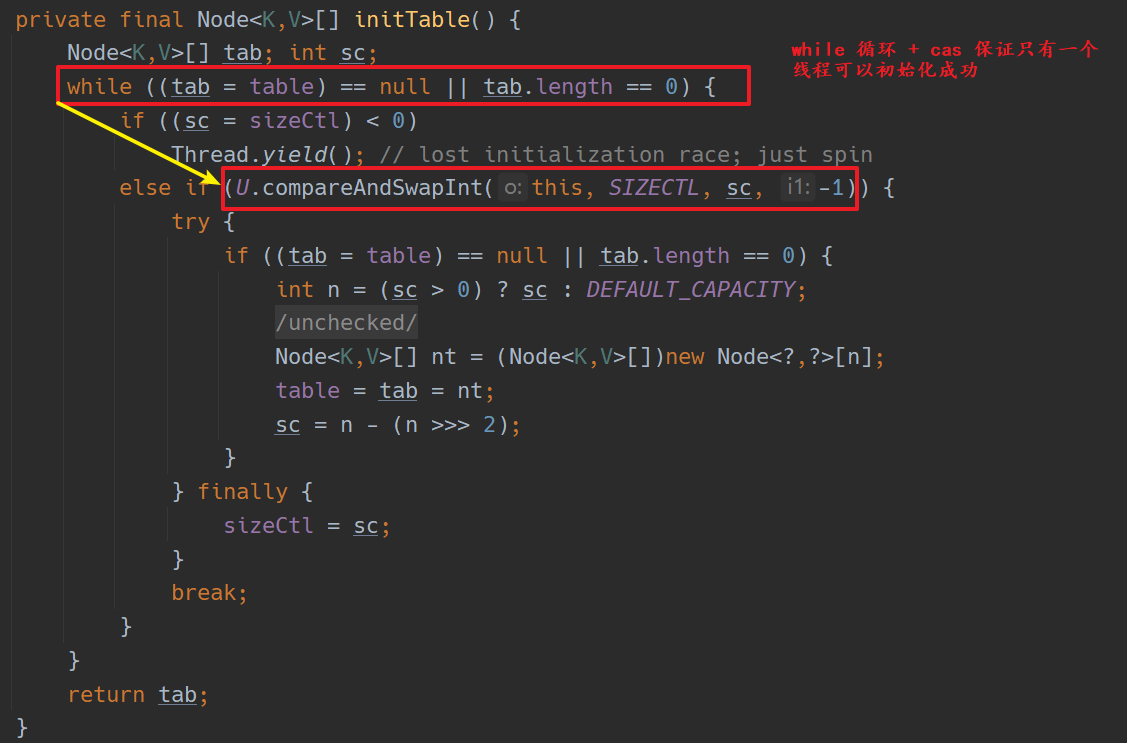 private final Node<K,V>[] initTable() {
Node<K,V>[] tab; int sc;
while 循环 + cas 保证只有一个
线程可以初始化成功
while ((tab = table) == null || tab.length == 0) {
if ((sc = sizeCtl) < 0)
Thread.yield(); // lost initialization race; just spin
else if (U.compareAndSwapInt( o: this, SIZECTL, sc, i1: -1)) {
try {
if ((tab = table) == null || tab.length == 0) {
int n = (sc > 0) ? sc : DEFAULT_CAPACITY;
/unchecked/
Node<K,V>[] nt = (Node<K,V>[])new Node<?,?>[n];
table = tab = nt;
sc = n - (n >>> 2);
}
} finally {
sizeCtl = sc;
}
break;
}
}
return tab;
}